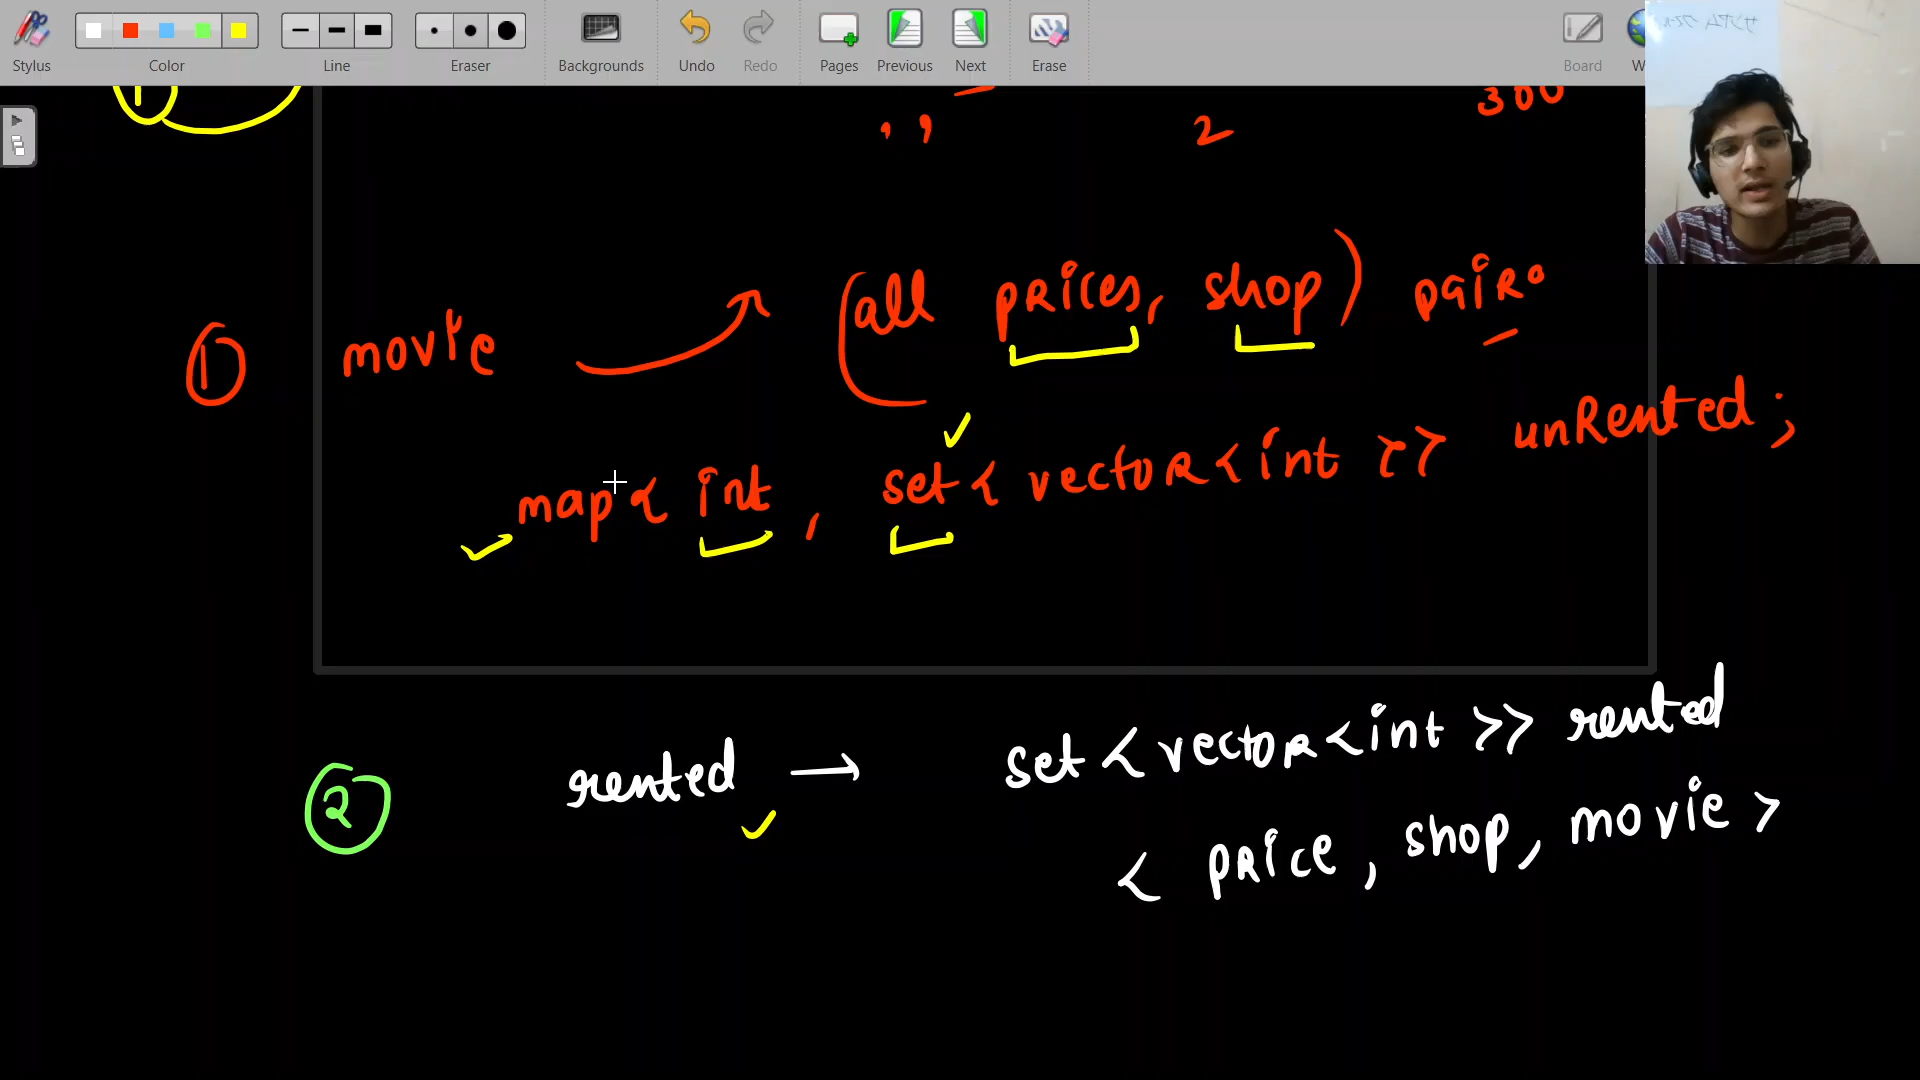 Stylus Color Line Eraser Backgrounds Undo Redo Pages Previous Next Erase Board W
1
, ,
2
300
1 movie (all prices, shop) pairs
map < int , set < vector < int >> unRented ;
2 rented → set < vector < int >> rented
< price , shop, movie >